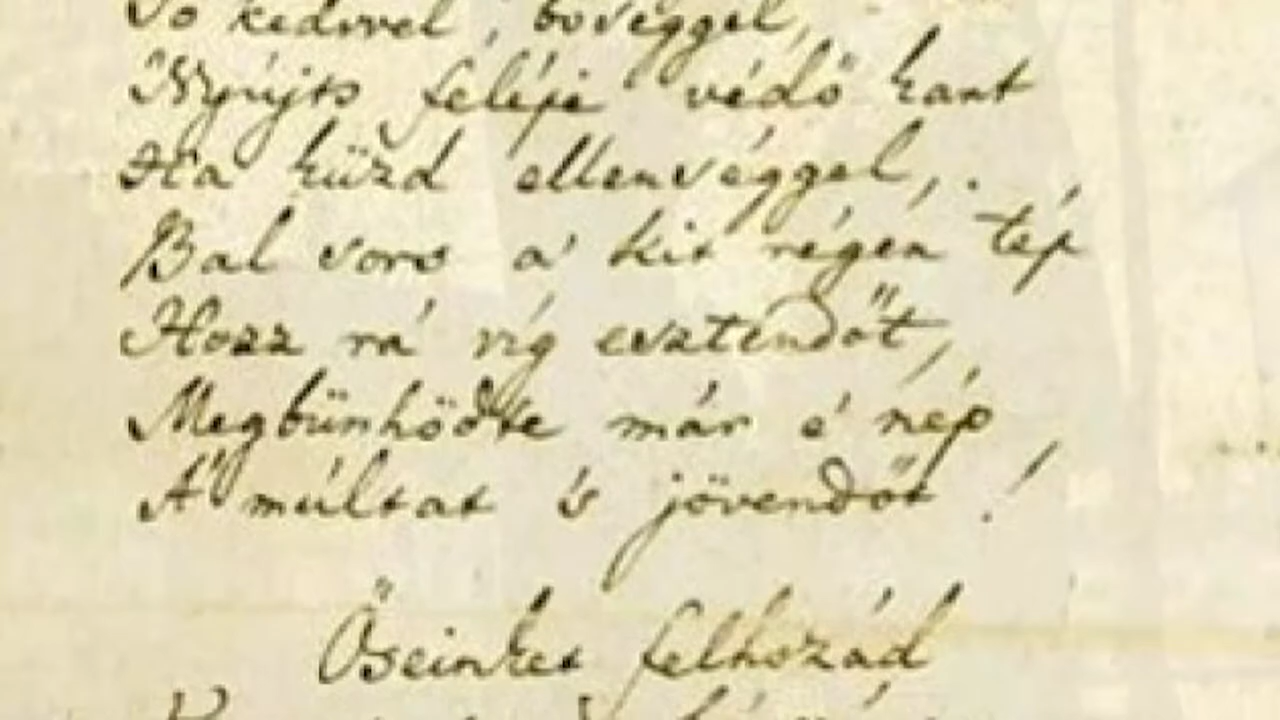 Jó kedvvel, bőséggel,
Nyújts feléje védő kart
Ha küzd ellenséggel,
Bal sors a' kit régen tép
Hozz rá víg esztendőt,
Megbünhödte már é nép
A' múltat 's jövendőt!
Őseinket felhozád